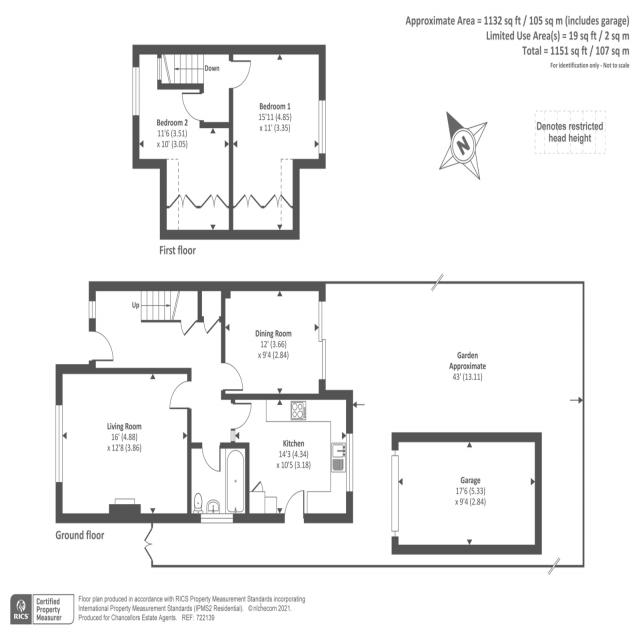 Approximate Area = 1132 sq ft / 105 sq m (includes garage)
Limited Use Area(s) = 19 sq ft / 2 sq m
Total = 1151 sq ft / 107 sq m
For identification only - Not to scale
Down
Bedroom 1
15'11 (4.85)
x 11' (3.35)
Bedroom 2
11'6 (3.51)
x 10' (3.05)
N
Denotes restricted
head height
First floor
Up
Dining Room
12' (3.66)
x 9'4 (2.84)
Garden
Approximate
43' (13.11)
Living Room
16' (4.88)
x 12'8 (3.86)
Kitchen
14'3 (4.34)
x 10'5 (3.18)
Garage
17'6 (5.33)
x 9'4 (2.84)
Ground floor
RICS
Certified
Property
Measurer
Floor plan produced in accordance with RICS Property Measurement Standards incorporating
International Property Measurement Standards (IPMS2 Residential). ©nichecom 2021.
Produced for Chancellors Estate Agents. REF: 722139